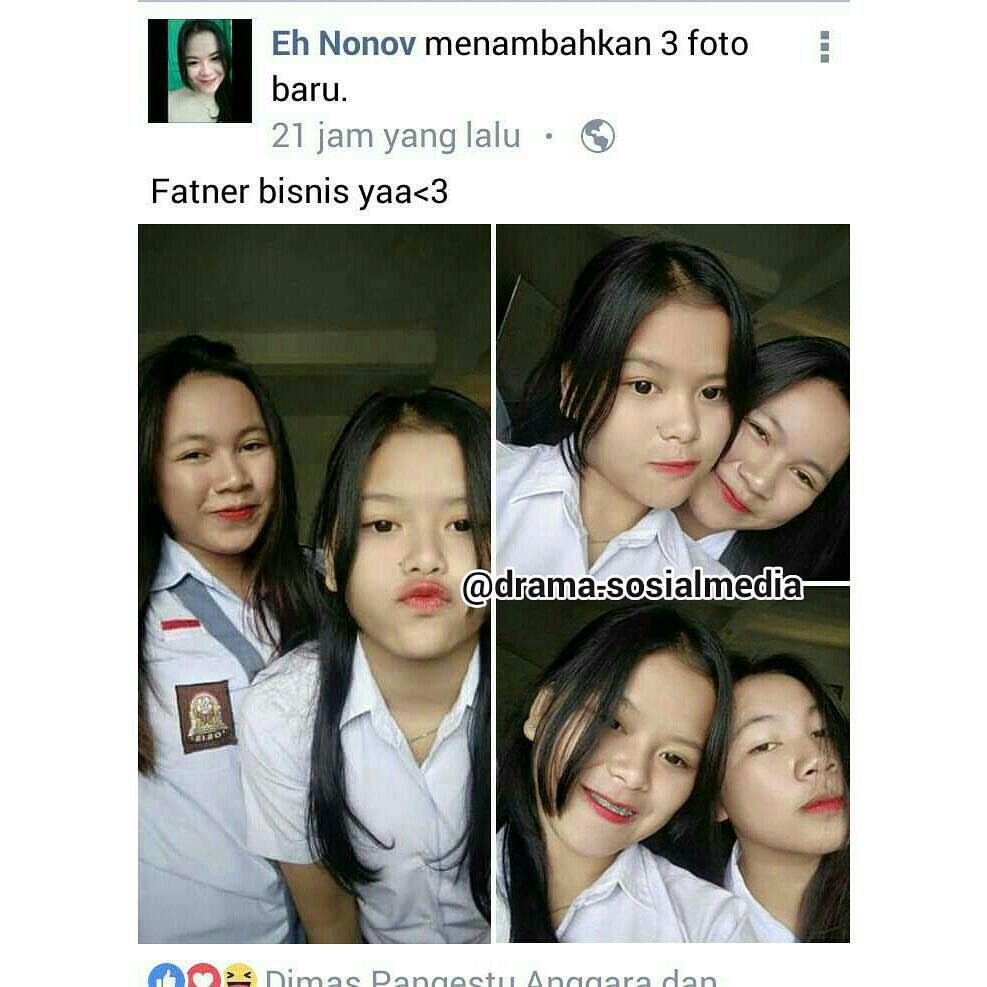 Eh Nonov menambahkan 3 foto
baru.
21 jam yang lalu
Fatner bisnis yaa<3
@drama.sosialmedia
Dimas Pangestu Anggara dan